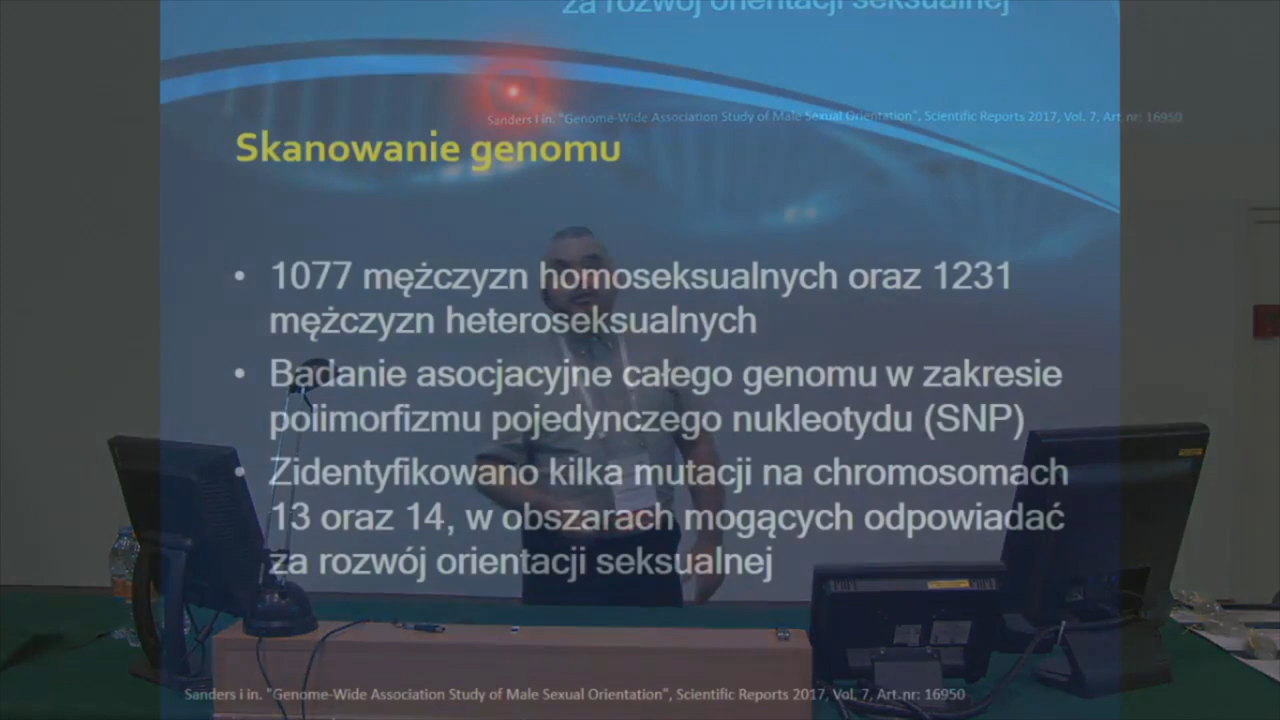 za rozwój orientacji seksualnej
Sanders i in. "Genome-Wide Association Study of Male Sexual Orientation", Scientific Reports 2017, Vol. 7, Art.nr: 16950
Skanowanie genomu
• 1077 mężczyzn homoseksualnych oraz 1231
mężczyzn heteroseksualnych
• Badanie asocjacyjne całego genomu w zakresie
polimorfizmu pojedynczego nukleotydu (SNP)
• Zidentyfikowano kilka mutacji na chromosomach
13 oraz 14, w obszarach mogących odpowiadać
za rozwój orientacji seksualnej
Sanders i in. "Genome-Wide Association Study of Male Sexual Orientation", Scientific Reports 2017, Vol. 7, Art.nr: 16950